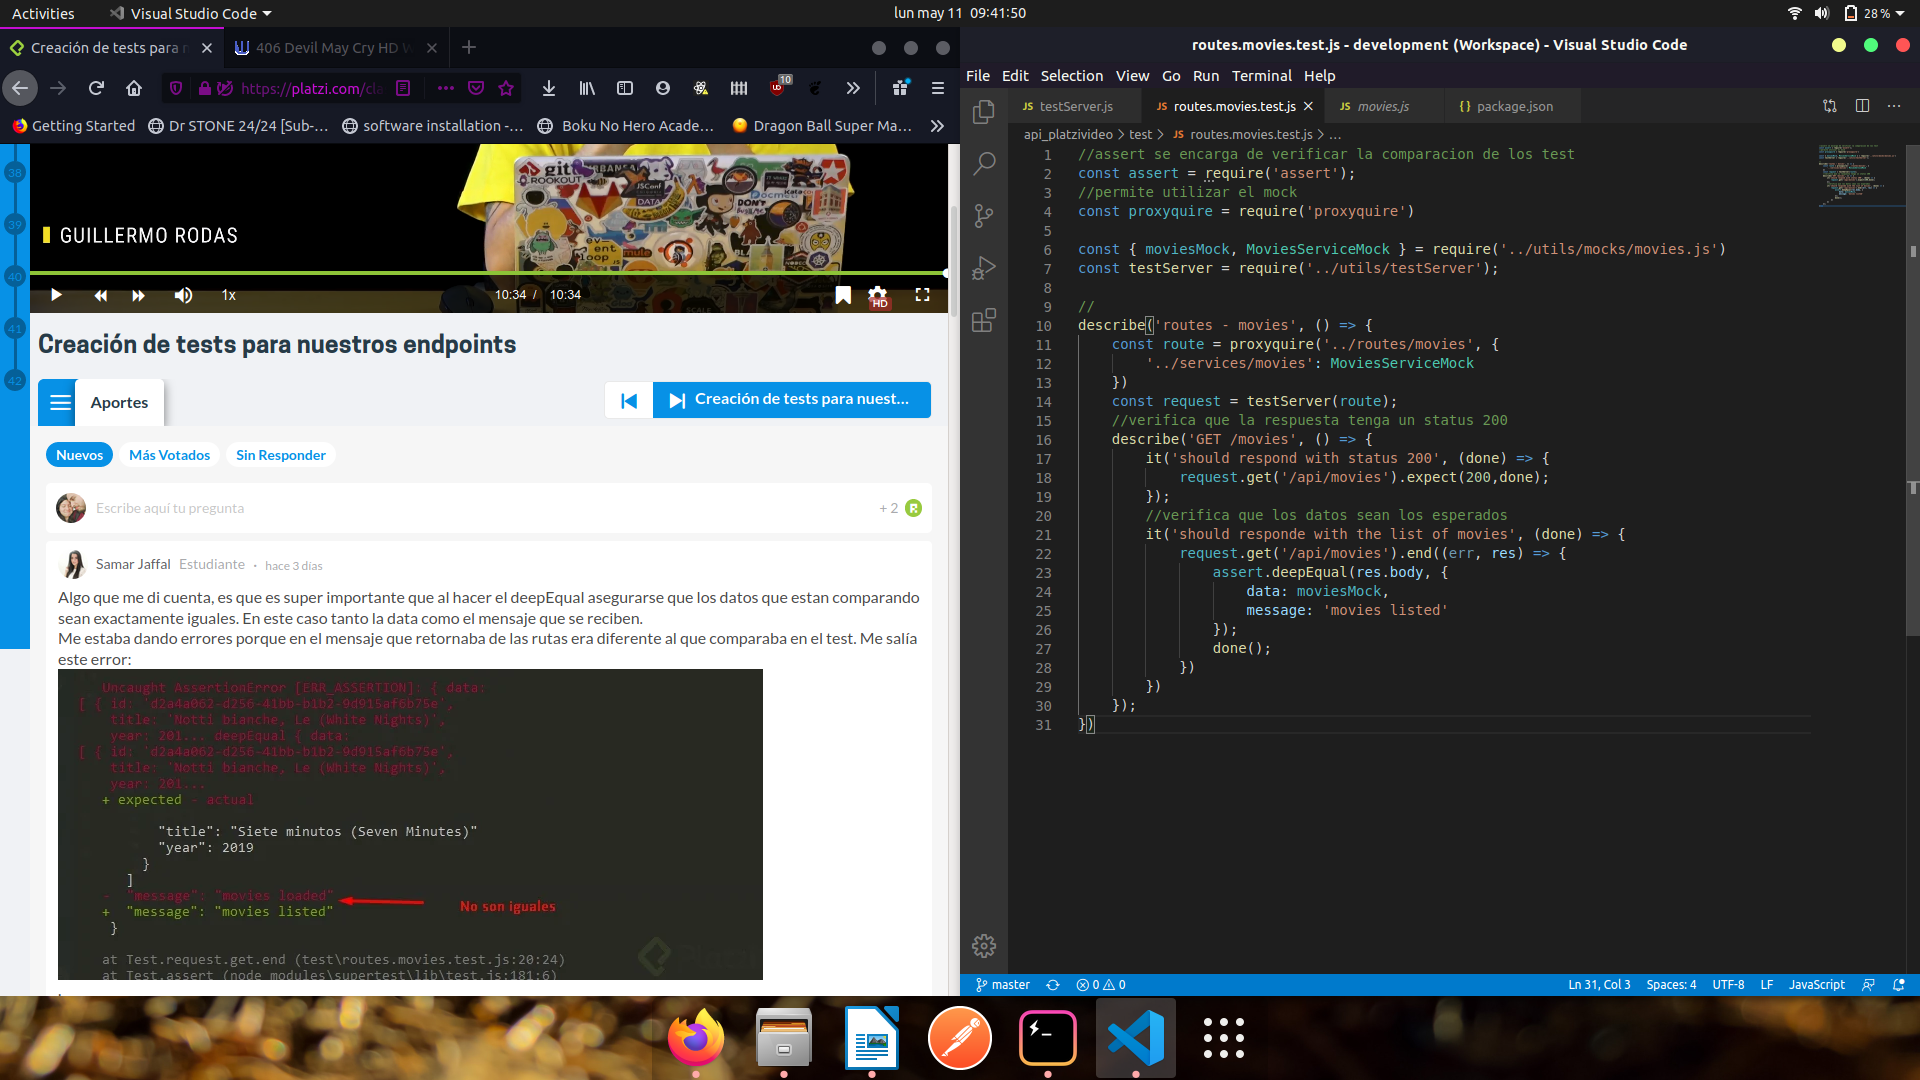 Activities
Visual Studio Code
lun may 11 09:41:50
28 %
Creación de tests para n
406 Devil May Cry HD W
https://platzi.com/cla
10
Getting Started
Dr STONE 24/24 [Sub-...
software installation -...
Boku No Hero Acade...
Dragon Ball Super Ma...
38
39
40
41
42
GUILLERMO RODAS
1x
10:34 / 10:34
HD
Creación de tests para nuestros endpoints
Aportes
Creación de tests para nuest...
Nuevos
Más Votados
Sin Responder
Escribe aquí tu pregunta
+ 2
Samar Jaffal Estudiante · hace 3 días
Algo que me di cuenta, es que es super importante que al hacer el deepEqual asegurarse que los datos que estan comparando
sean exactamente iguales. En este caso tanto la data como el mensaje que se reciben.
Me estaba dando errores porque en el mensaje que retornaba de las rutas era diferente al que comparaba en el test. Me salía
este error:
Uncaught AssertionError [ERR_ASSERTION]: { data:
[ { id: 'd2a4a062-d256-41bb-b1b2-9d915af6b75e',
title: 'Notti bianche, Le (White Nights)',
year: 201... deepEqual { data:
[ { id: 'd2a4a062-d256-41bb-b1b2-9d915af6b75e',
title: 'Notti bianche, Le (White Nights)',
year: 201...
+ expected - actual
"title": "Siete minutos (Seven Minutes)"
"year": 2019
}
]
- "message": "movies loaded"
+ "message": "movies listed"
No son iguales
}
at Test.request.get.end (test\routes.movies.test.js:20:24)
at Test.assert (node_modules\supertest\lib\test.js:181:6)
routes.movies.test.js - development (Workspace) - Visual Studio Code
File Edit Selection View Go Run Terminal Help
JS testServer.js
JS routes.movies.test.js
JS movies.js
{} package.json
api_platzivideo > test > JS routes.movies.test.js > ...
1 //assert se encarga de verificar la comparacion de los test
2 const assert = require('assert');
3 //permite utilizar el mock
4 const proxyquire = require('proxyquire')
5
6 const { moviesMock, MoviesServiceMock } = require('../utils/mocks/movies.js')
7 const testServer = require('../utils/testServer');
8
9 //
10 describe('routes - movies', () => {
11 const route = proxyquire('../routes/movies', {
12 '../services/movies': MoviesServiceMock
13 })
14 const request = testServer(route);
15 //verifica que la respuesta tenga un status 200
16 describe('GET /movies', () => {
17 it('should respond with status 200', (done) => {
18 request.get('/api/movies').expect(200,done);
19 });
20 //verifica que los datos sean los esperados
21 it('should responde with the list of movies', (done) => {
22 request.get('/api/movies').end((err, res) => {
23 assert.deepEqual(res.body, {
24 data: moviesMock,
25 message: 'movies listed'
26 });
27 done();
28 })
29 })
30 });
31 })
master
0
0
Ln 31, Col 3
Spaces: 4
UTF-8
LF
JavaScript